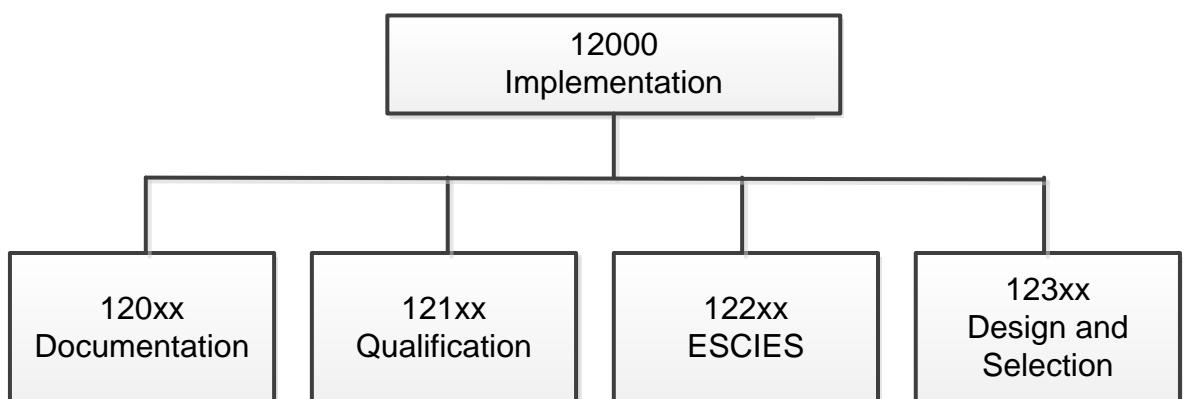 12000
Implementation
120xx
Documentation
121xx
Qualification
122xx
ESCIES
123xx
Design and
Selection